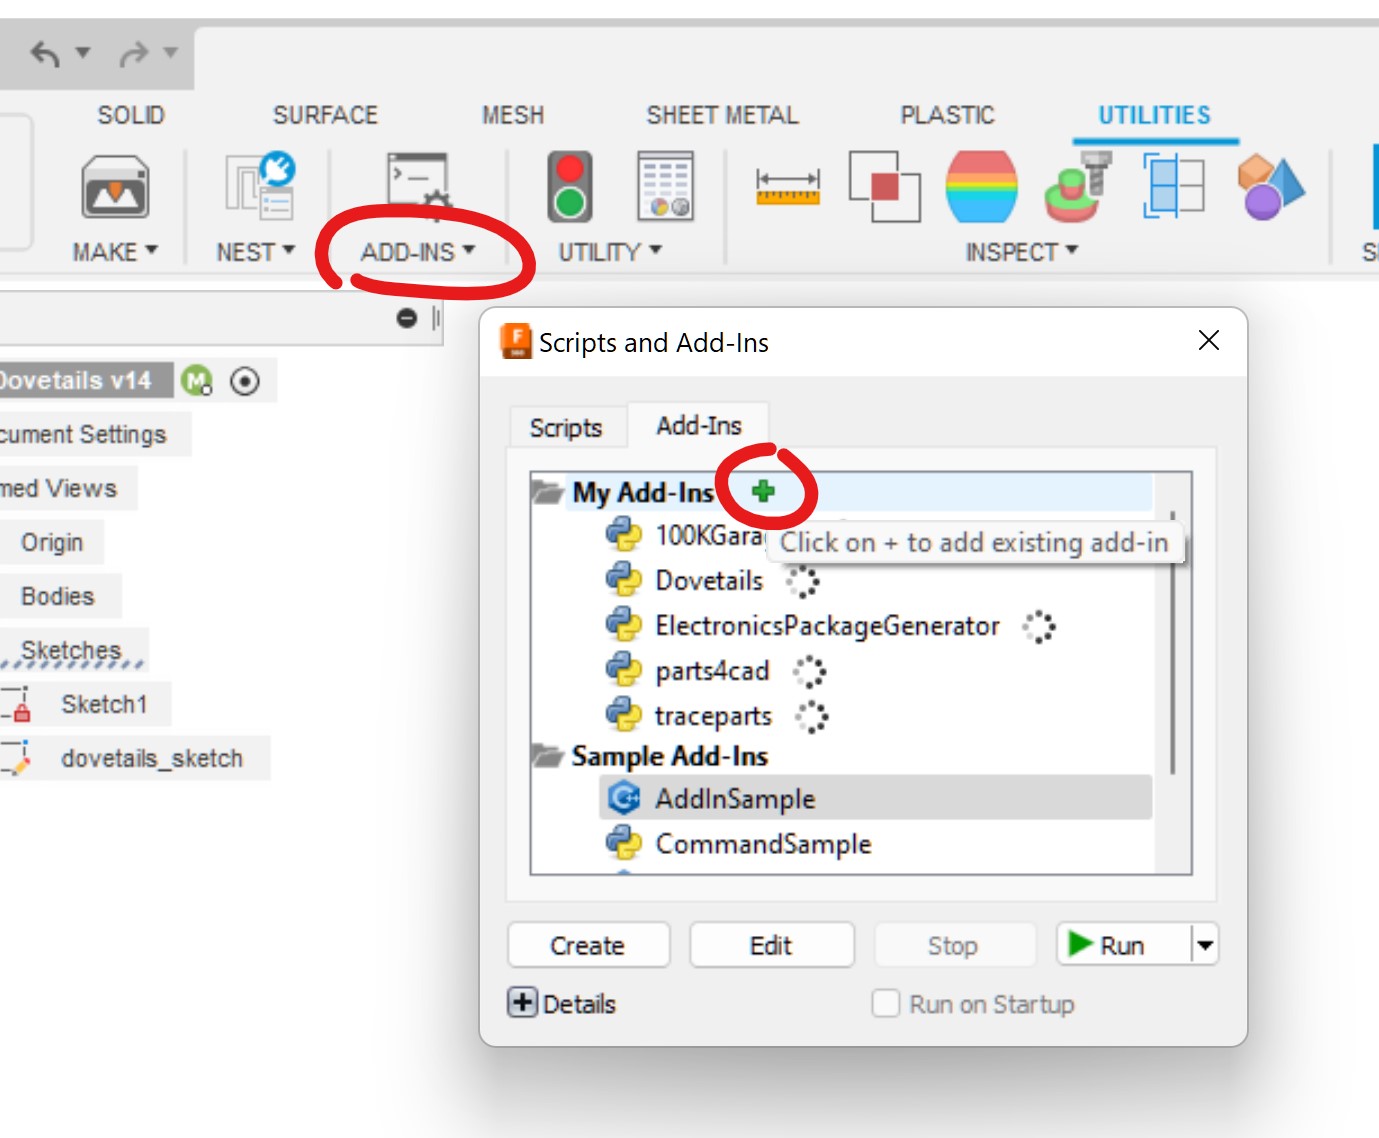 SOLID SURFACE MESH SHEET METAL PLASTIC UTILITIES
MAKE NEST ADD-INS UTILITY INSPECT
Dovetails v14 M
cument Settings
med Views
Origin
Bodies
Sketches
Sketch1
dovetails_sketch
F
Scripts and Add-Ins
Scripts Add-Ins
My Add-Ins
100KGara
Click on + to add existing add-in
Dovetails
ElectronicsPackageGenerator
parts4cad
traceparts
Sample Add-Ins
C++ AddInSample
CommandSample
Create Edit Stop Run
Details Run on Startup